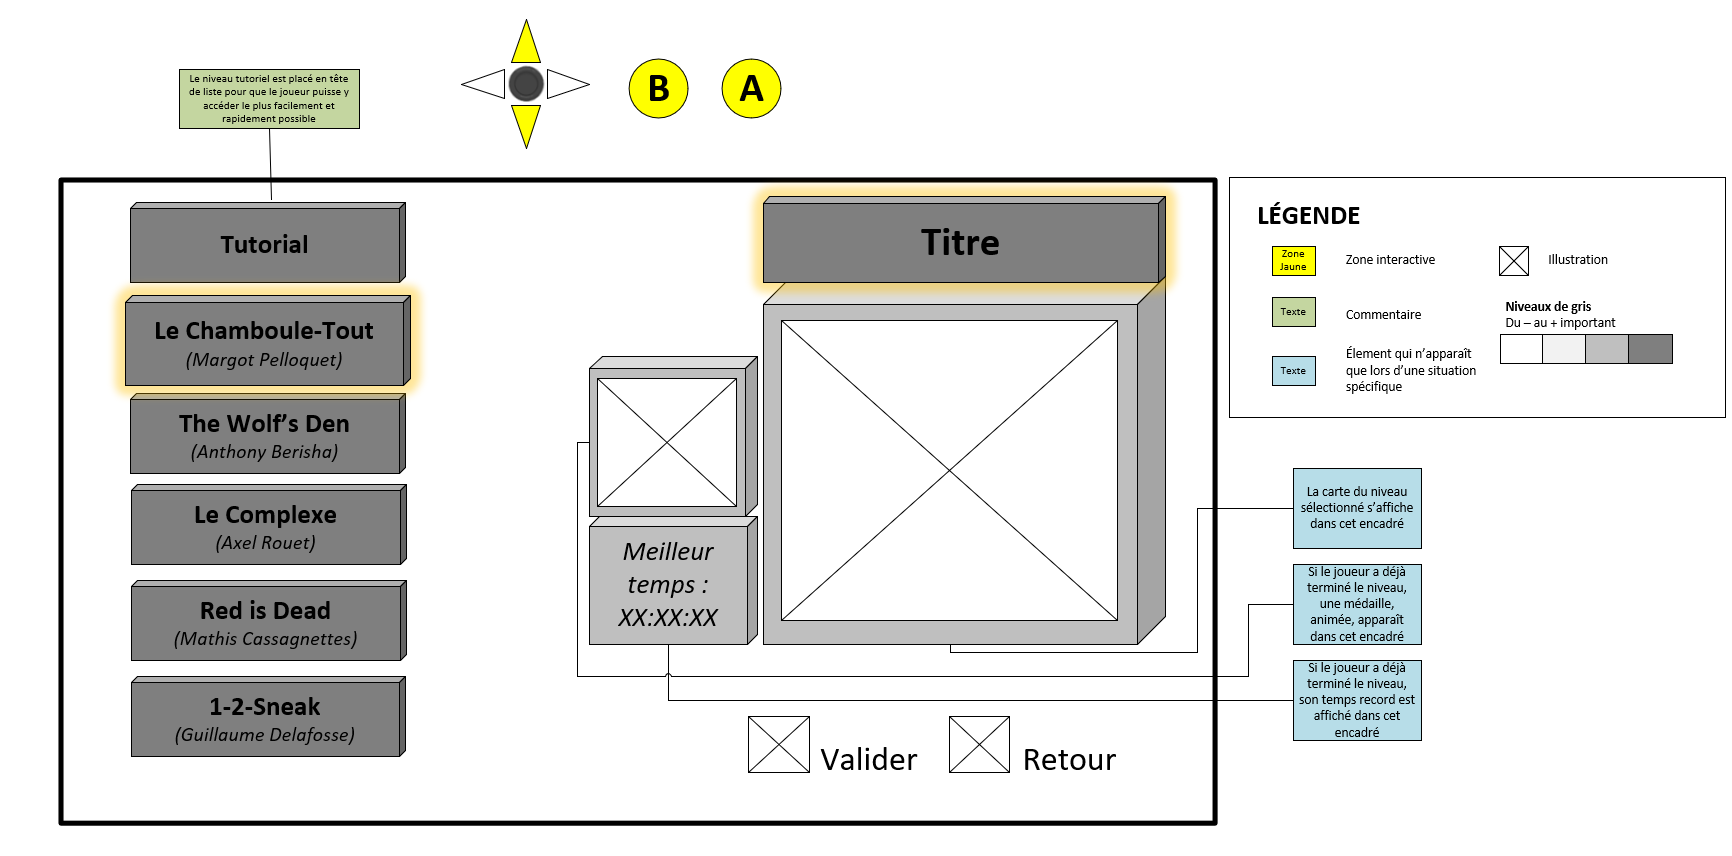 Le niveau tutoriel est placé en tête
de liste pour que le joueur puisse y
accéder le plus facilement et
rapidement possible
B
A
Tutorial
Le Chamboule-Tout
(Margot Pelloquet)
The Wolf’s Den
(Anthony Berisha)
Le Complexe
(Axel Rouet)
Red is Dead
(Mathis Cassagnettes)
1-2-Sneak
(Guillaume Delafosse)
Titre
Meilleur
temps :
XX:XX:XX
Valider
Retour
LÉGENDE
Zone
Jaune
Zone interactive
Illustration
Texte
Commentaire
Niveaux de gris
Du – au + important
Texte
Élement qui n’apparaît
que lors d’une situation
spécifique
La carte du niveau
sélectionné s’affiche
dans cet encadré
Si le joueur a déjà
terminé le niveau,
une médaille,
animée, apparaît
dans cet encadré
Si le joueur a déjà
terminé le niveau,
son temps record est
affiché dans cet
encadré